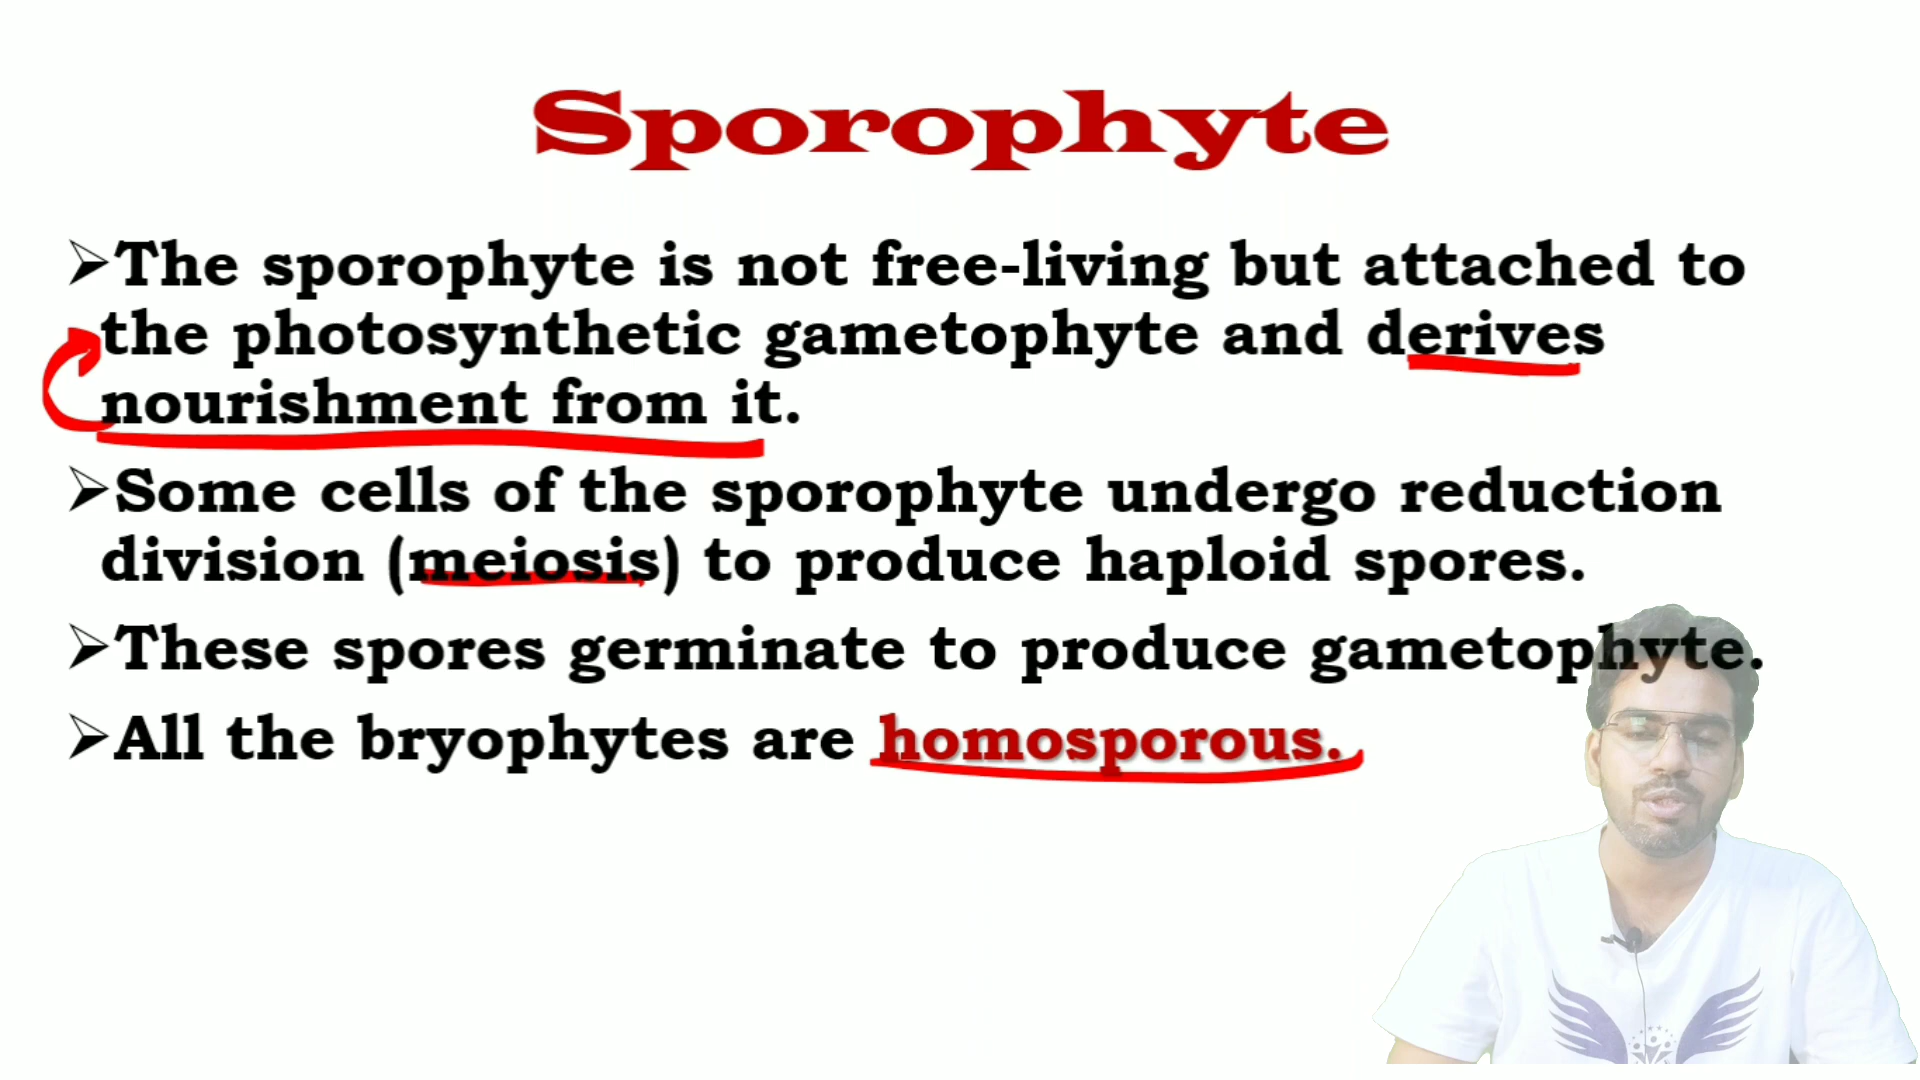 Sporophyte
➢The sporophyte is not free-living but attached to
the photosynthetic gametophyte and derives
nourishment from it.
➢Some cells of the sporophyte undergo reduction
division (meiosis) to produce haploid spores.
➢These spores germinate to produce gametophyte.
➢All the bryophytes are homosporous.